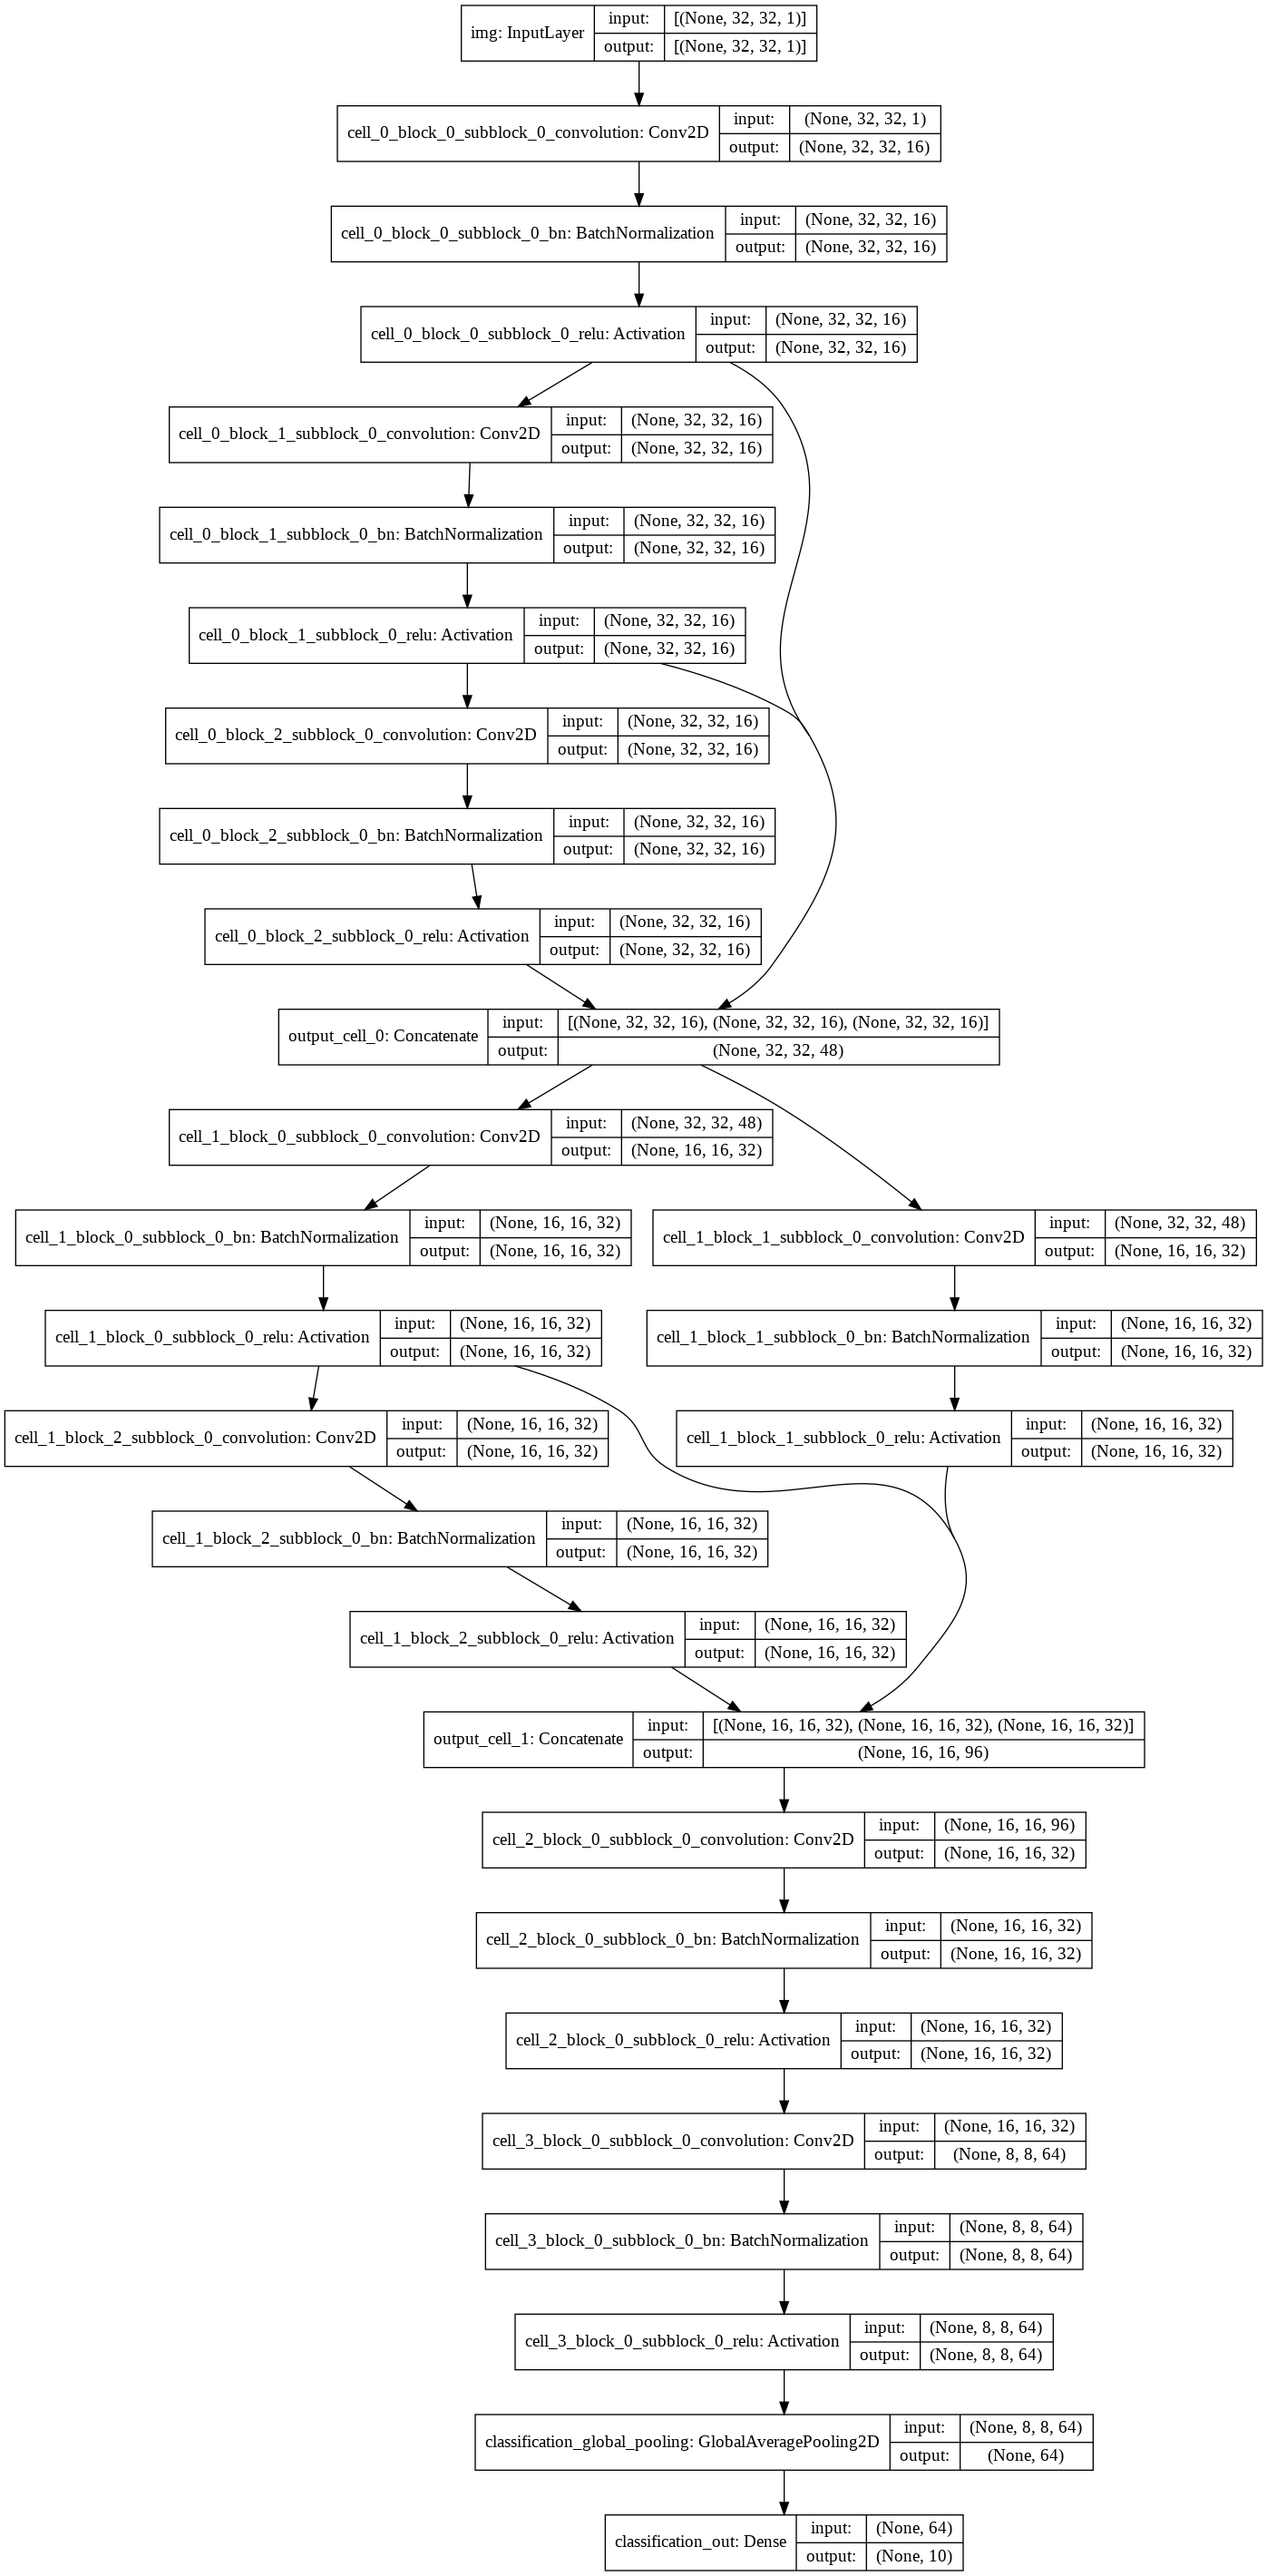 img: InputLayer
input: [(None, 32, 32, 1)]
output: [(None, 32, 32, 1)]
cell_0_block_0_subblock_0_convolution: Conv2D
input: (None, 32, 32, 1)
output: (None, 32, 32, 16)
cell_0_block_0_subblock_0_bn: BatchNormalization
input: (None, 32, 32, 16)
output: (None, 32, 32, 16)
cell_0_block_0_subblock_0_relu: Activation
input: (None, 32, 32, 16)
output: (None, 32, 32, 16)
cell_0_block_1_subblock_0_convolution: Conv2D
input: (None, 32, 32, 16)
output: (None, 32, 32, 16)
cell_0_block_1_subblock_0_bn: BatchNormalization
input: (None, 32, 32, 16)
output: (None, 32, 32, 16)
cell_0_block_1_subblock_0_relu: Activation
input: (None, 32, 32, 16)
output: (None, 32, 32, 16)
cell_0_block_2_subblock_0_convolution: Conv2D
input: (None, 32, 32, 16)
output: (None, 32, 32, 16)
cell_0_block_2_subblock_0_bn: BatchNormalization
input: (None, 32, 32, 16)
output: (None, 32, 32, 16)
cell_0_block_2_subblock_0_relu: Activation
input: (None, 32, 32, 16)
output: (None, 32, 32, 16)
output_cell_0: Concatenate
input: [(None, 32, 32, 16), (None, 32, 32, 16), (None, 32, 32, 16)]
output: (None, 32, 32, 48)
cell_1_block_0_subblock_0_convolution: Conv2D
input: (None, 32, 32, 48)
output: (None, 16, 16, 32)
cell_1_block_0_subblock_0_bn: BatchNormalization
input: (None, 16, 16, 32)
output: (None, 16, 16, 32)
cell_1_block_1_subblock_0_convolution: Conv2D
input: (None, 32, 32, 48)
output: (None, 16, 16, 32)
cell_1_block_0_subblock_0_relu: Activation
input: (None, 16, 16, 32)
output: (None, 16, 16, 32)
cell_1_block_1_subblock_0_bn: BatchNormalization
input: (None, 16, 16, 32)
output: (None, 16, 16, 32)
cell_1_block_2_subblock_0_convolution: Conv2D
input: (None, 16, 16, 32)
output: (None, 16, 16, 32)
cell_1_block_1_subblock_0_relu: Activation
input: (None, 16, 16, 32)
output: (None, 16, 16, 32)
cell_1_block_2_subblock_0_bn: BatchNormalization
input: (None, 16, 16, 32)
output: (None, 16, 16, 32)
cell_1_block_2_subblock_0_relu: Activation
input: (None, 16, 16, 32)
output: (None, 16, 16, 32)
output_cell_1: Concatenate
input: [(None, 16, 16, 32), (None, 16, 16, 32), (None, 16, 16, 32)]
output: (None, 16, 16, 96)
cell_2_block_0_subblock_0_convolution: Conv2D
input: (None, 16, 16, 96)
output: (None, 16, 16, 32)
cell_2_block_0_subblock_0_bn: BatchNormalization
input: (None, 16, 16, 32)
output: (None, 16, 16, 32)
cell_2_block_0_subblock_0_relu: Activation
input: (None, 16, 16, 32)
output: (None, 16, 16, 32)
cell_3_block_0_subblock_0_convolution: Conv2D
input: (None, 16, 16, 32)
output: (None, 8, 8, 64)
cell_3_block_0_subblock_0_bn: BatchNormalization
input: (None, 8, 8, 64)
output: (None, 8, 8, 64)
cell_3_block_0_subblock_0_relu: Activation
input: (None, 8, 8, 64)
output: (None, 8, 8, 64)
classification_global_pooling: GlobalAveragePooling2D
input: (None, 8, 8, 64)
output: (None, 64)
classification_out: Dense
input: (None, 64)
output: (None, 10)